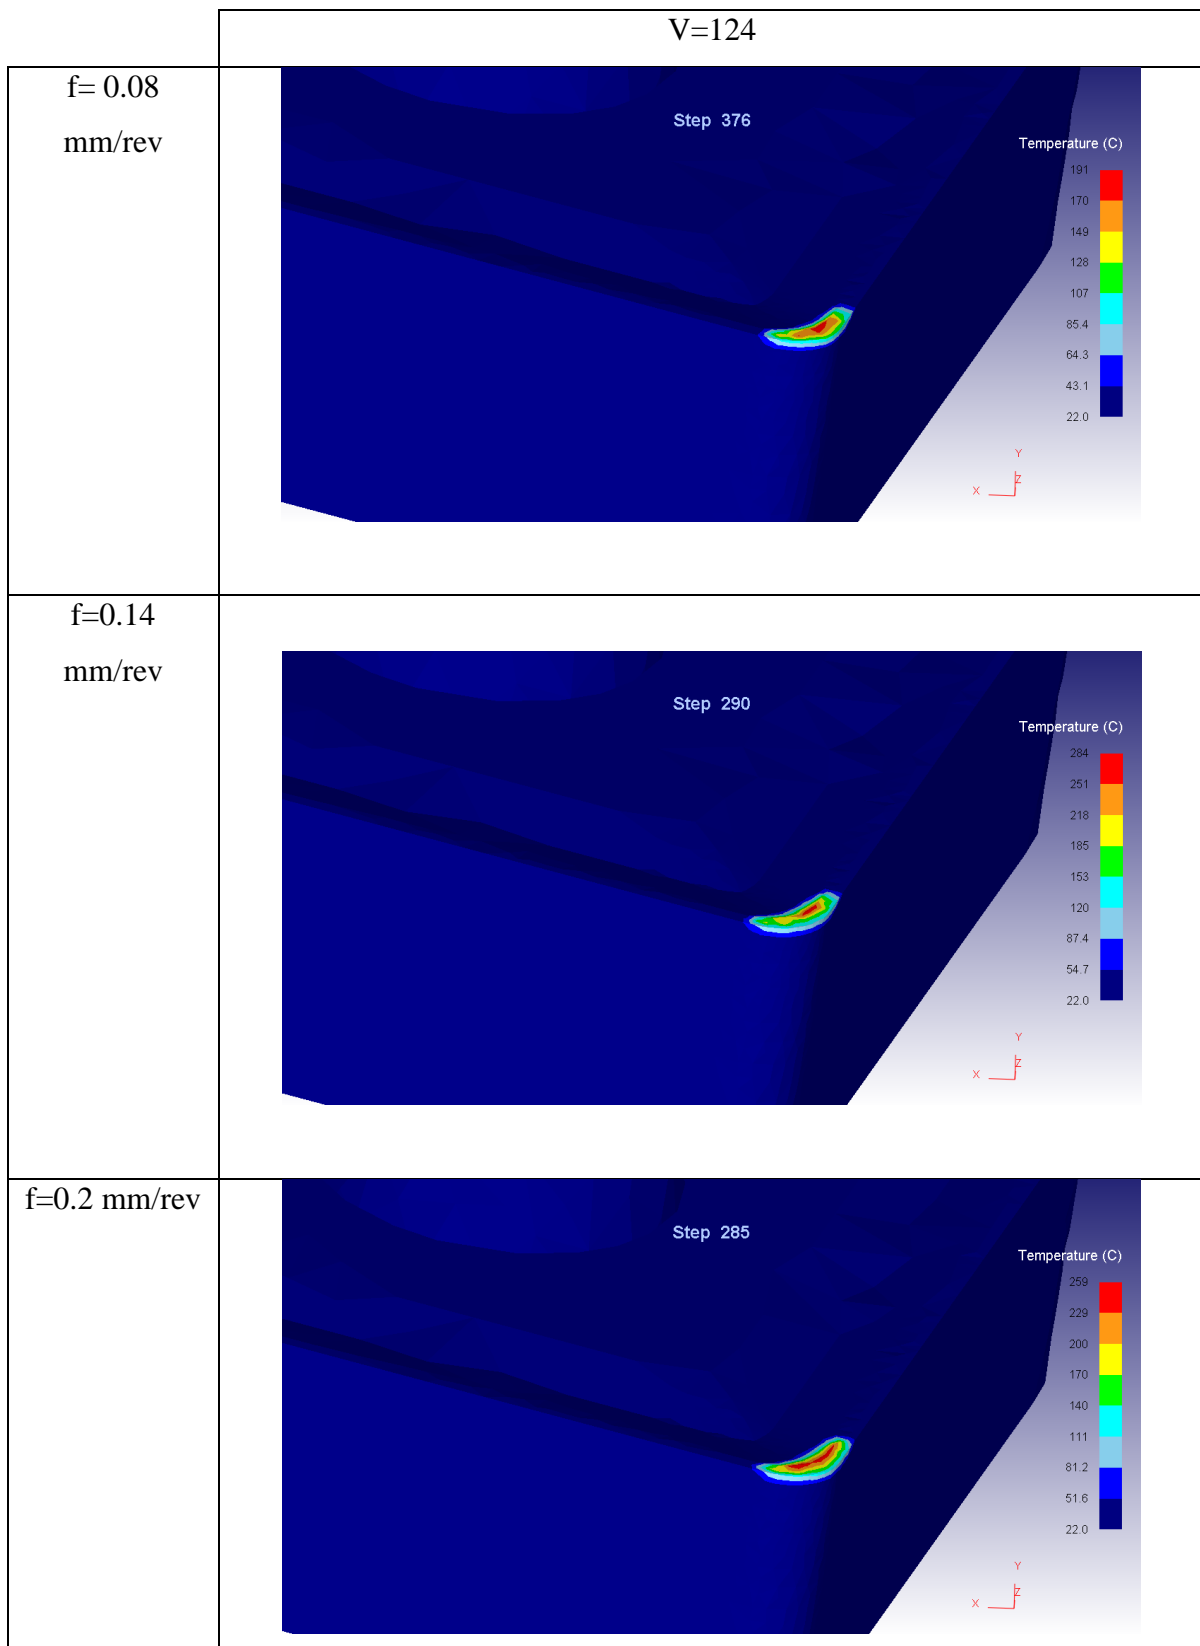 V=124
f= 0.08
mm/rev
Step 376
Temperature (C)
191
170
149
128
107
85.4
64.3
43.1
22.0
Y
Z
X
f=0.14
mm/rev
Step 290
Temperature (C)
284
251
218
185
153
120
87.4
54.7
22.0
Y
Z
X
f=0.2 mm/rev
Step 285
Temperature (C)
259
229
200
170
140
111
81.2
51.6
22.0
Y
Z
X